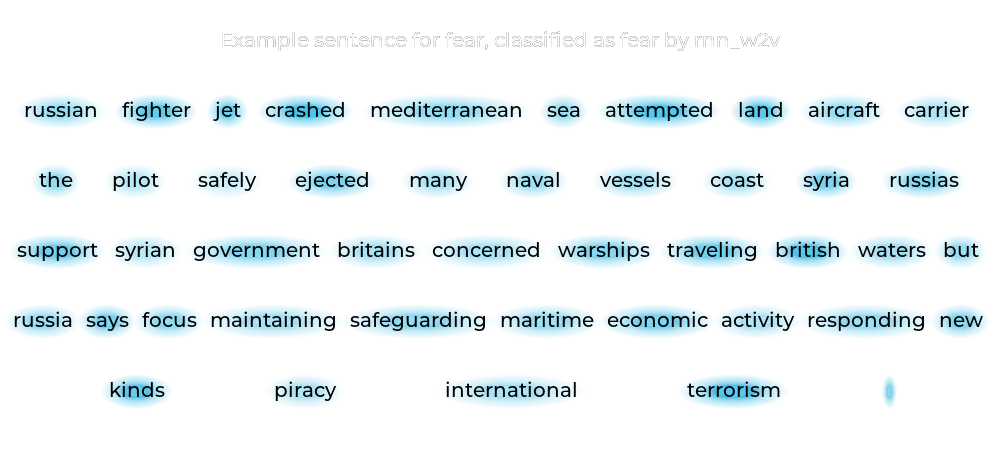 Example sentence for fear, classified as fear by rnn_w2v
russian fighter jet crashed mediterranean sea attempted land aircraft carrier
the pilot safely ejected many naval vessels coast syria russias
support syrian government britains concerned warships traveling british waters but
russia says focus maintaining safeguarding maritime economic activity responding new
kinds piracy international terrorism